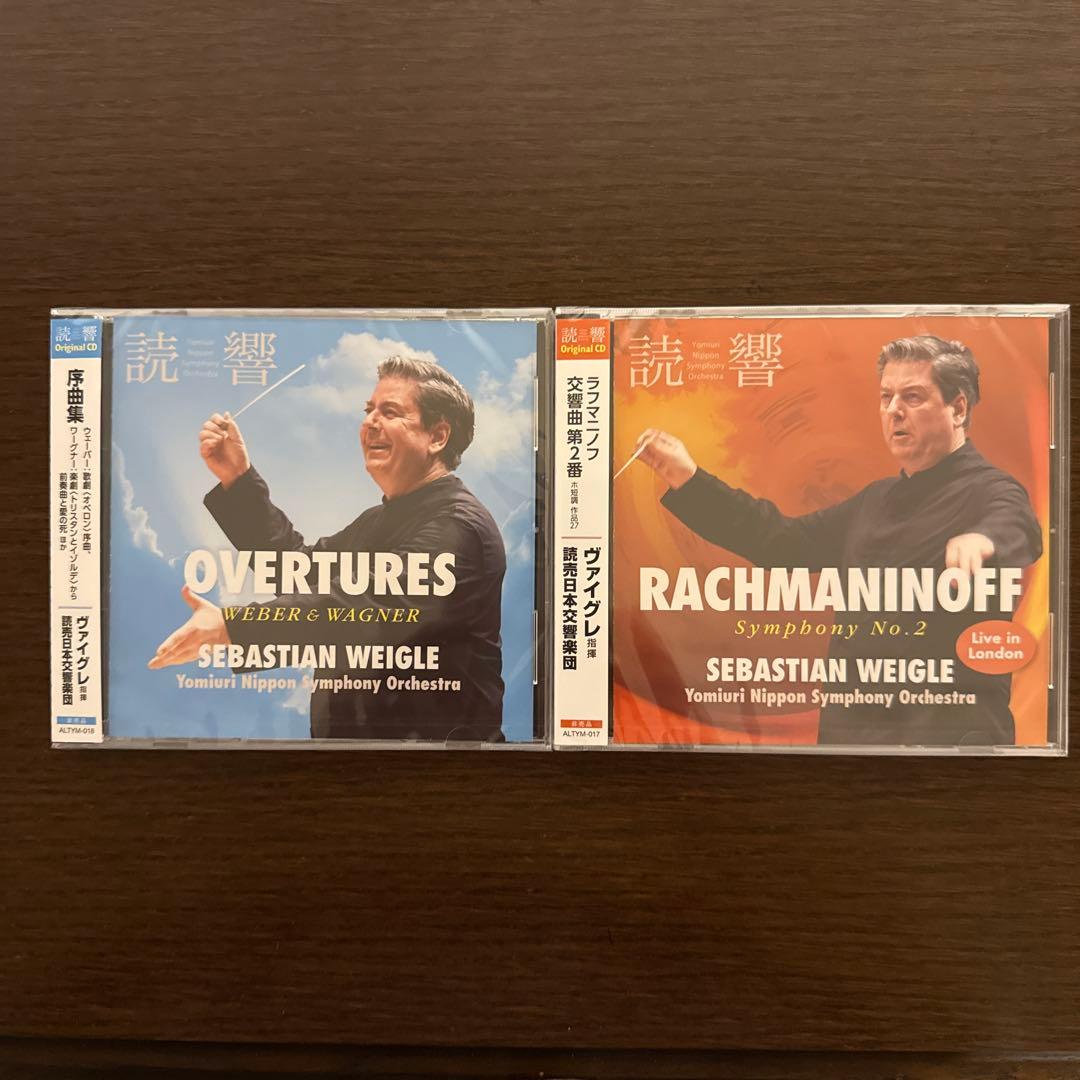 読響
Original CD
序曲集
ウェーバー：歌劇〈オベロン〉序曲、
ワーグナー：楽劇〈トリスタンとイゾルデ〉から
前奏曲と愛の死 ほか
ヴァイグレ 指揮
読売日本交響楽団
非売品
ALTYM-018
読響
Yomiuri
Nippon
Symphony
Orchestra
OVERTURES
WEBER & WAGNER
SEBASTIAN WEIGLE
Yomiuri Nippon Symphony Orchestra
読響
Original CD
ラフマニノフ
交響曲 第2番 ホ短調 作品27
ヴァイグレ 指揮
読売日本交響楽団
非売品
ALTYM-017
読響
Yomiuri
Nippon
Symphony
Orchestra
RACHMANINOFF
Symphony No.2
Live in
London
SEBASTIAN WEIGLE
Yomiuri Nippon Symphony Orchestra